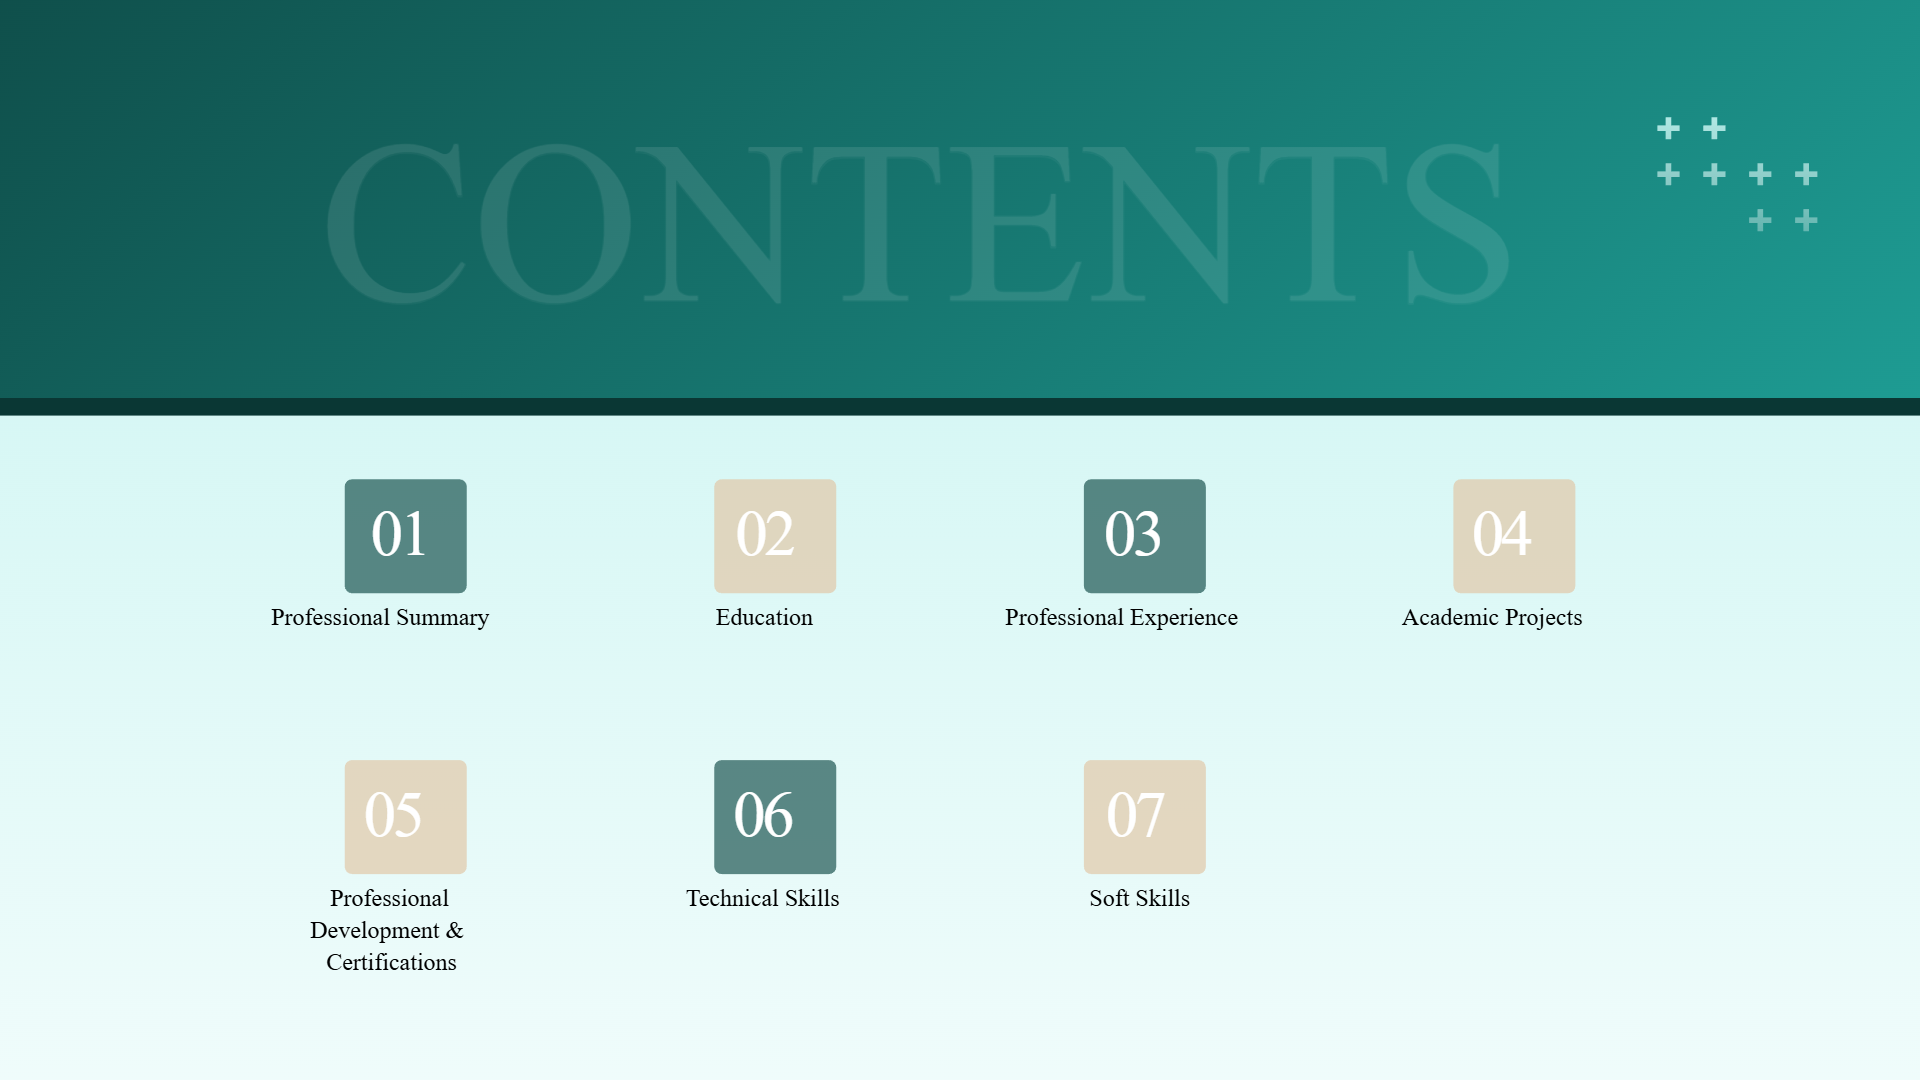 CONTENTS
01
Professional Summary
02
Education
03
Professional Experience
04
Academic Projects
05
Professional
Development &
Certifications
06
Technical Skills
07
Soft Skills